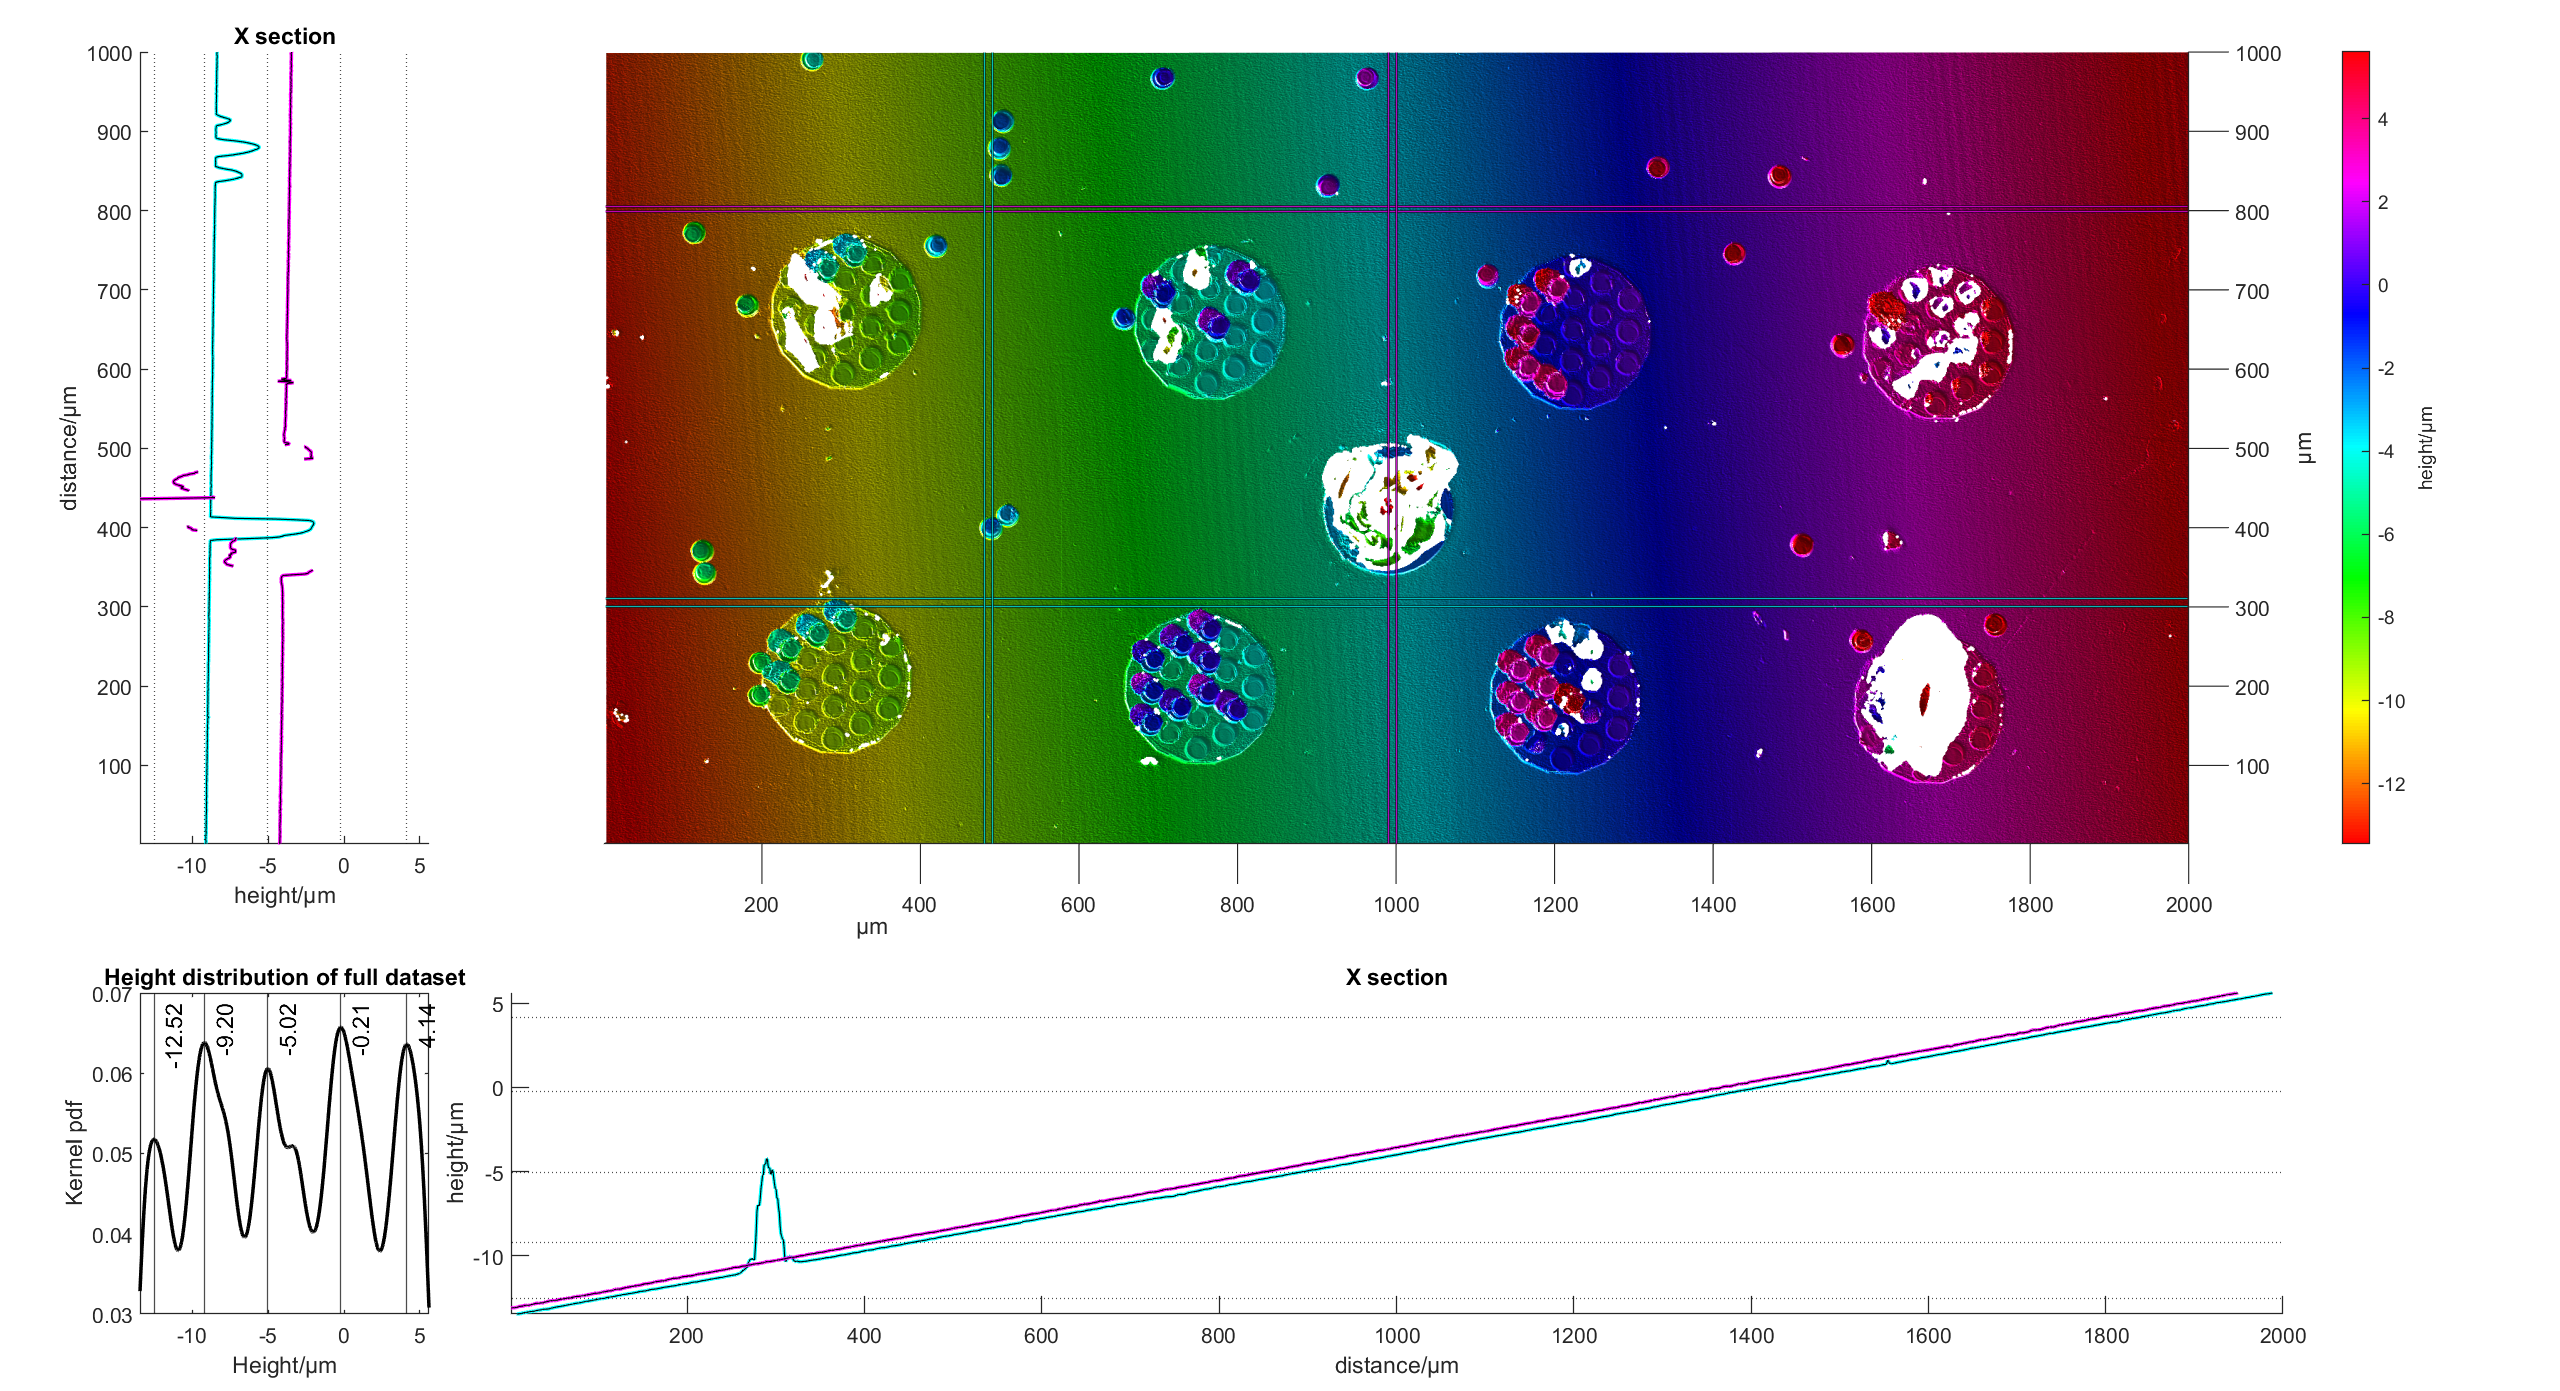 X section
1000
900
800
700
600
500
400
300
200
100
distance/µm
-10 -5 0 5
height/µm
1000
900
800
700
600
500
400
300
200
100
µm
200 400 600 800 1000 1200 1400 1600 1800 2000
µm
4
2
0
-2
-4
-6
-8
-10
-12
height/µm
Height distribution of full dataset
0.07
0.06
0.05
0.04
0.03
Kernel pdf
-12.52
-9.20
-5.02
-0.21
4.14
-10 -5 0 5
Height/µm
X section
5
0
-5
-10
height/µm
200 400 600 800 1000 1200 1400 1600 1800 2000
distance/µm